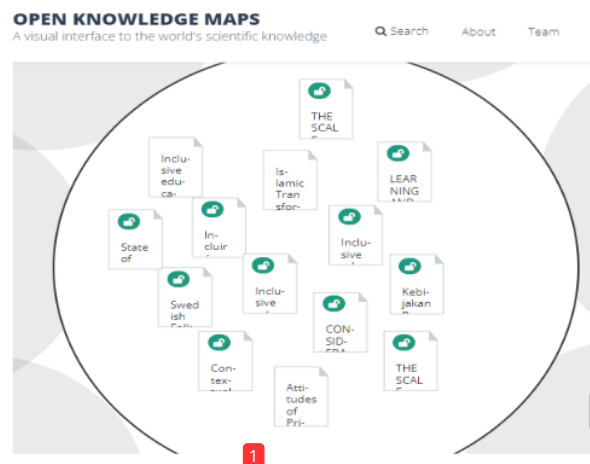 OPEN KNOWLEDGE MAPS
A visual interface to the world's scientific knowledge
Search
About
Team
THE
SCAL
Inclu-
sive
edu-
ca-
Is-
lamic
Tran
sfor-
LEAR
NING
AND
State
of
In-
cluir
Inclu-
sive
Inclu-
sive
Kebi-
jakan
Swed
ish
CON-
SID-
Con-
tex-
THE
SCAL
Atti-
tudes
of
Pri-
1